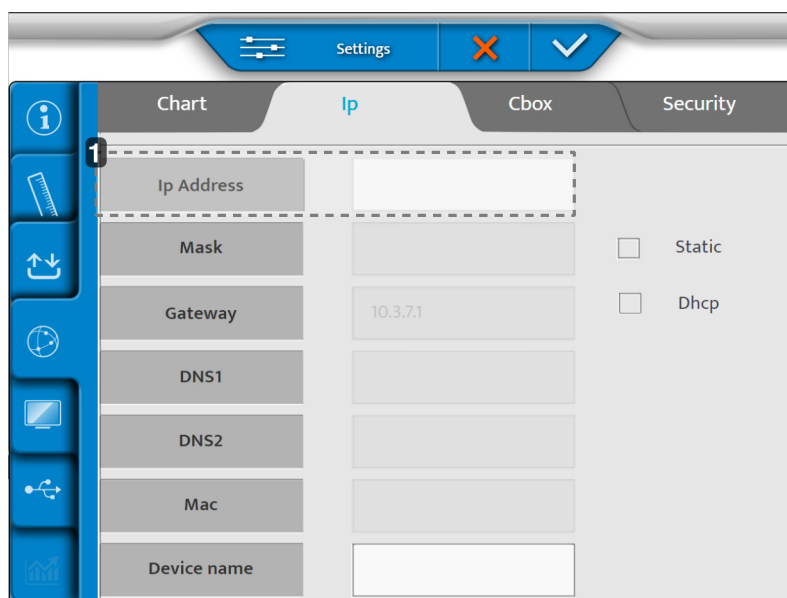 Settings
Chart Ip Cbox Security
1
Ip Address
Mask Static
Gateway 10.3.7.1 Dhcp
DNS1
DNS2
Mac
Device name